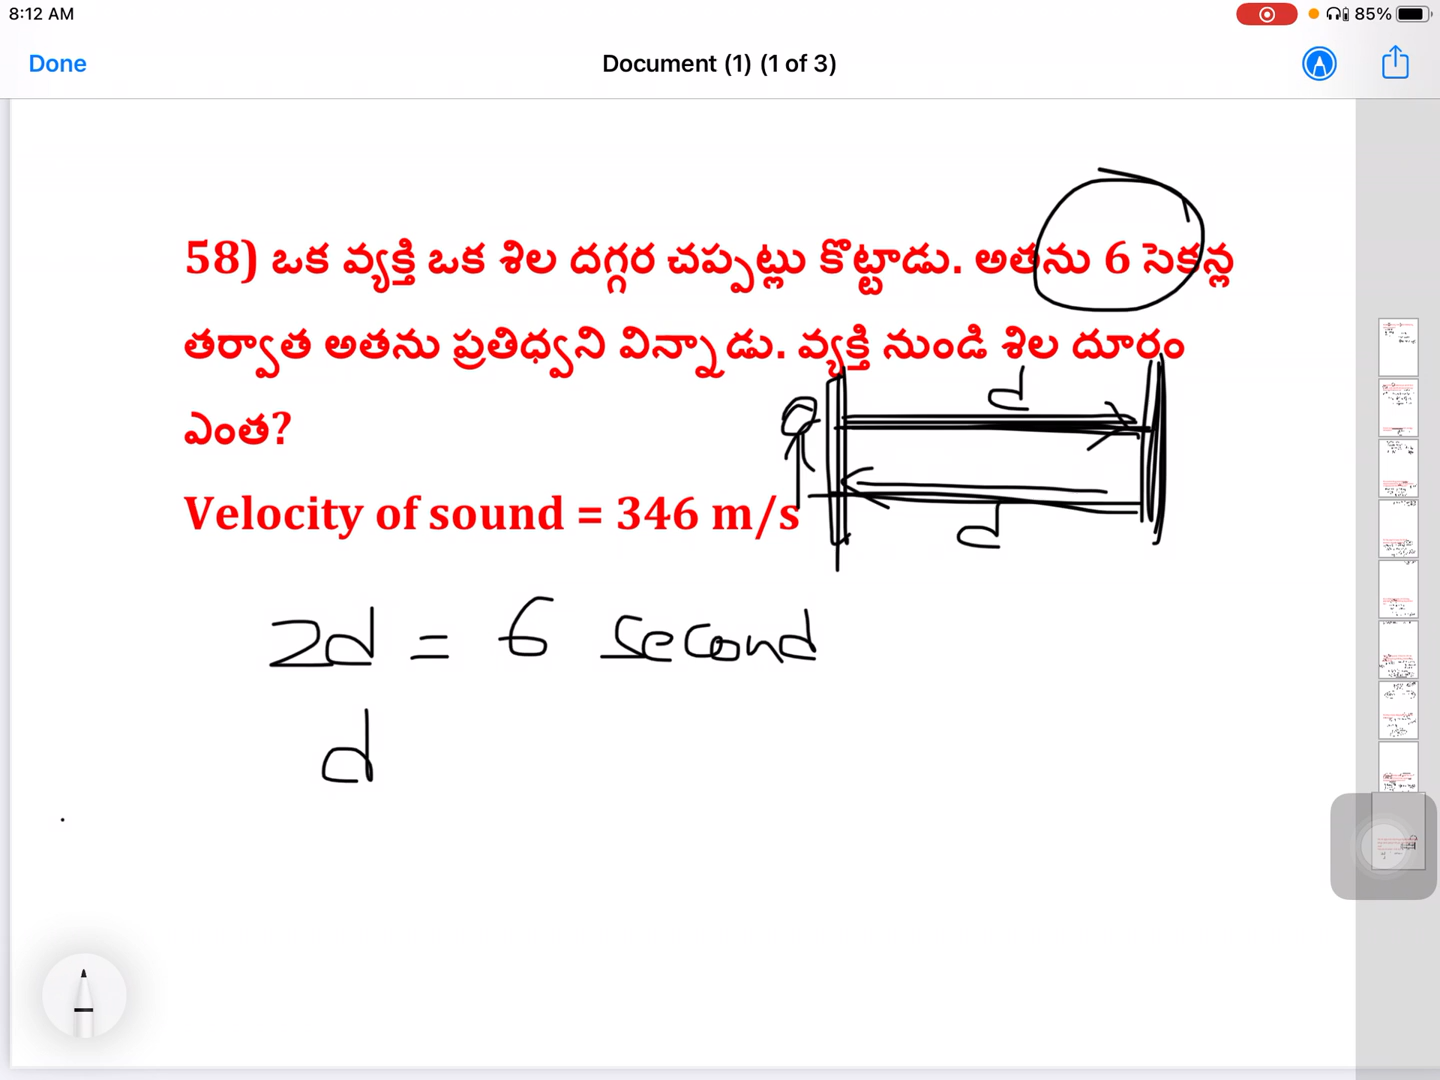 8:12 AM
85%
Done
Document (1) (1 of 3)
58) ఒక వ్యక్తి ఒక శిల దగ్గర చప్పట్లు కొట్టాడు. అతను 6 సెకన్ల
తర్వాత అతను ప్రతిధ్వని విన్నాడు. వ్యక్తి నుండి శిల దూరం
ఎంత?
d
Velocity of sound = 346 m/s
d
2d = 6 second
d